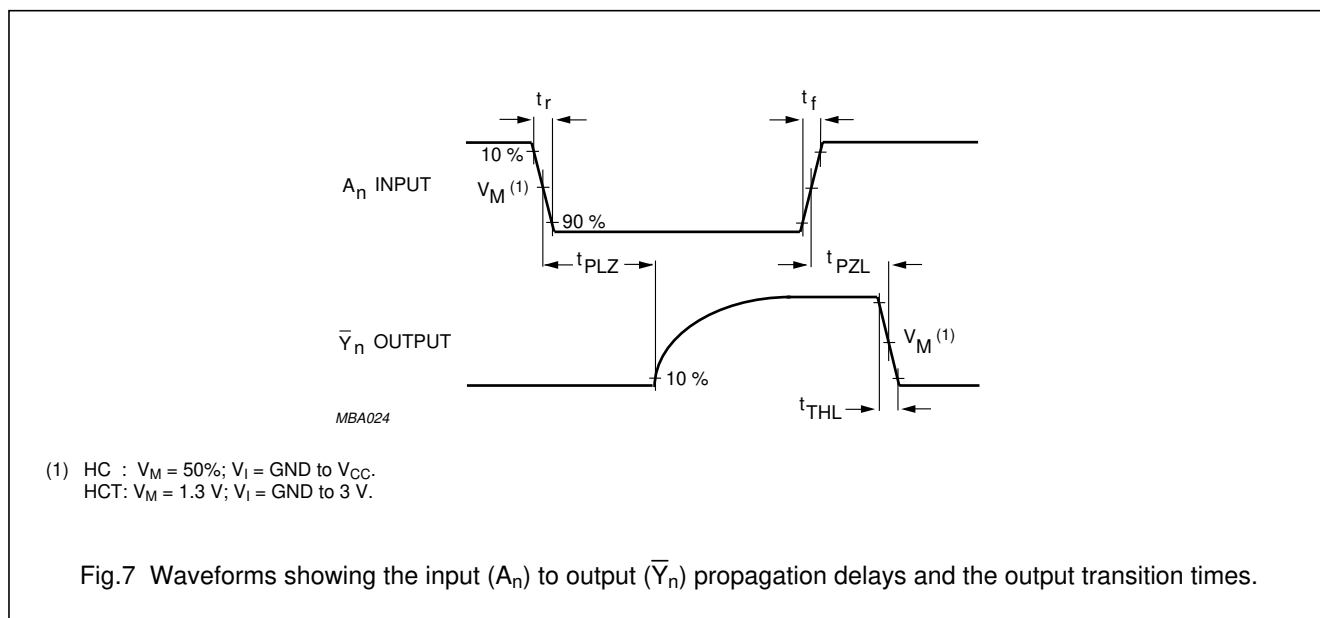 t r
t f
10 %
A n INPUT
V M (1)
90 %
t PLZ
t PZL
Y̅ n OUTPUT
V M (1)
10 %
t THL
MBA024
(1) HC : V M = 50%; V I = GND to V CC.
HCT: V M = 1.3 V; V I = GND to 3 V.
Fig.7 Waveforms showing the input (A n) to output (Y̅ n) propagation delays and the output transition times.